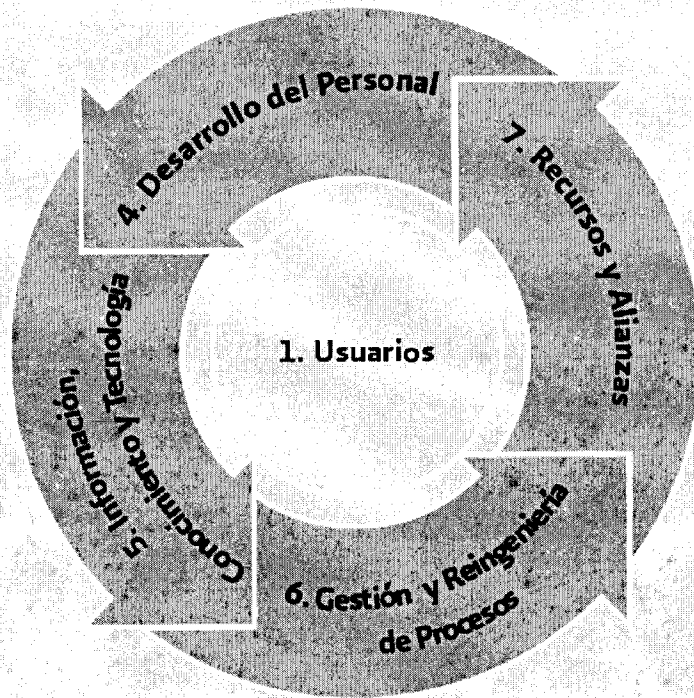 4. Desarrollo del Personal
7. Recursos y Alianzas
1. Usuarios
5. Información,
Conocimiento y Tecnología
6. Gestión y Reingeniería
de Procesos